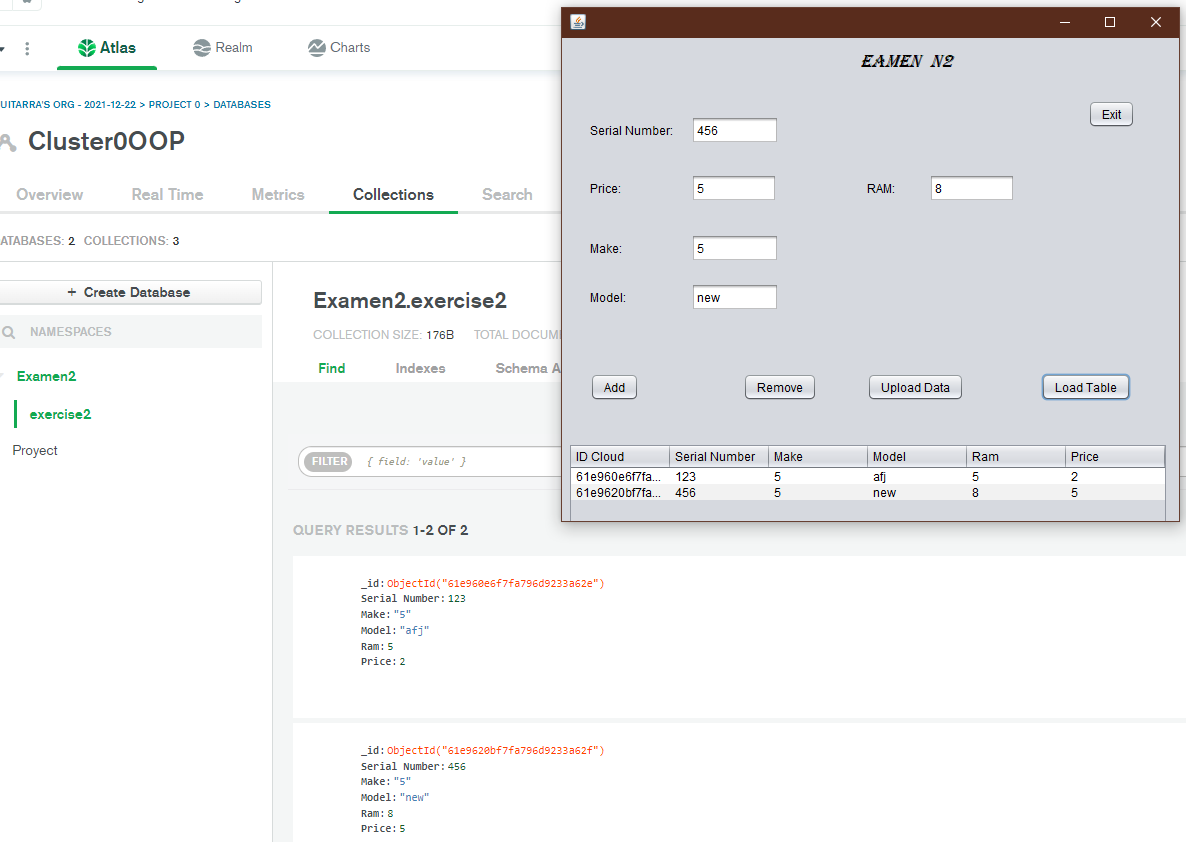 Atlas
Realm
Charts
UITARRA'S ORG - 2021-12-22 > PROJECT 0 > DATABASES
Cluster0OOP
Overview
Real Time
Metrics
Collections
Search
ATABASES: 2 COLLECTIONS: 3
+ Create Database
NAMESPACES
Examen2
exercise2
Proyect
Examen2.exercise2
COLLECTION SIZE: 176B TOTAL DOCUM
Find
Indexes
Schema A
FILTER { field: 'value' }
QUERY RESULTS 1-2 OF 2
_id: ObjectId("61e960e6f7fa796d9233a62e")
Serial Number: 123
Make: "5"
Model: "afj"
Ram: 5
Price: 2
_id: ObjectId("61e9620bf7fa796d9233a62f")
Serial Number: 456
Make: "5"
Model: "new"
Ram: 8
Price: 5
EAMEN N2
Exit
Serial Number: 456
Price: 5 RAM: 8
Make: 5
Model: new
Add Remove Upload Data Load Table
ID Cloud Serial Number Make Model Ram Price
61e960e6f7fa... 123 5 afj 5 2
61e9620bf7fa... 456 5 new 8 5